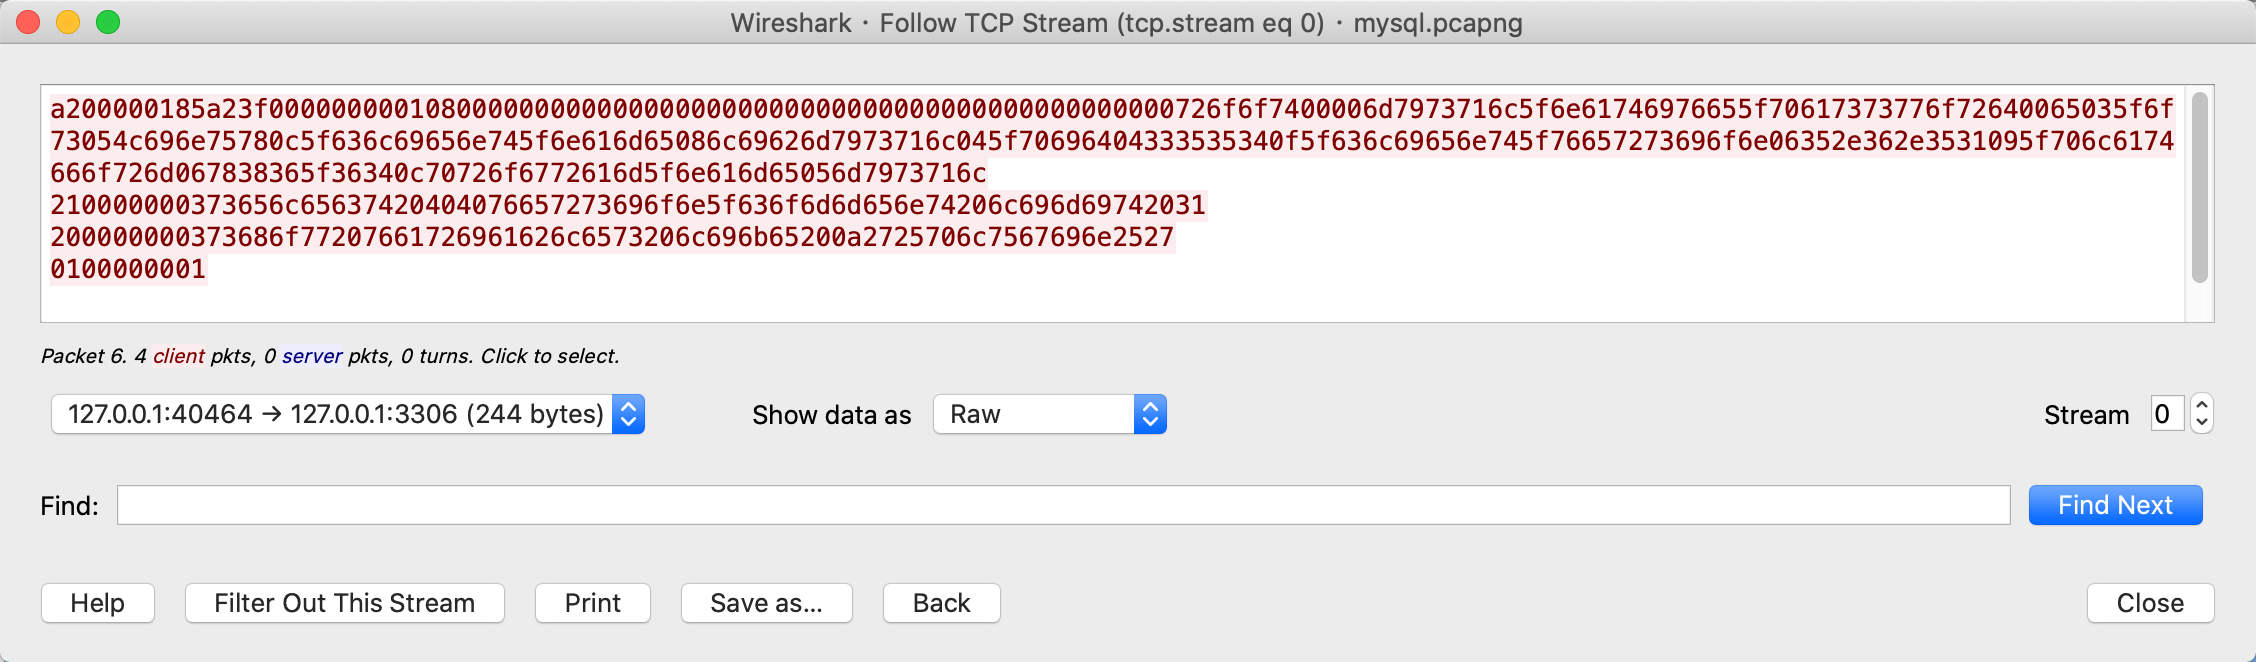 Wireshark · Follow TCP Stream (tcp.stream eq 0) · mysql.pcapng
a200000185a23f0000000001080000000000000000000000000000000000000000000000726f6f7400006d7973716c5f6e61746976655f70617373776f72640065035f6f
73054c696e75780c5f636c69656e745f6e616d65086c69626d7973716c045f70696404333535340f5f636c69656e745f76657273696f6e06352e362e3531095f706c6174
666f726d067838365f36340c70726f6772616d5f6e616d65056d7973716c
210000000373656c65637420404076657273696f6e5f636f6d6d656e74206c696d69742031
200000000373686f77207661726961626c6573206c696b65200a2725706c7567696e2527
0100000001
Packet 6. 4 client pkts, 0 server pkts, 0 turns. Click to select.
127.0.0.1:40464 → 127.0.0.1:3306 (244 bytes) Show data as Raw Stream 0
Find: Find Next
Help Filter Out This Stream Print Save as... Back Close